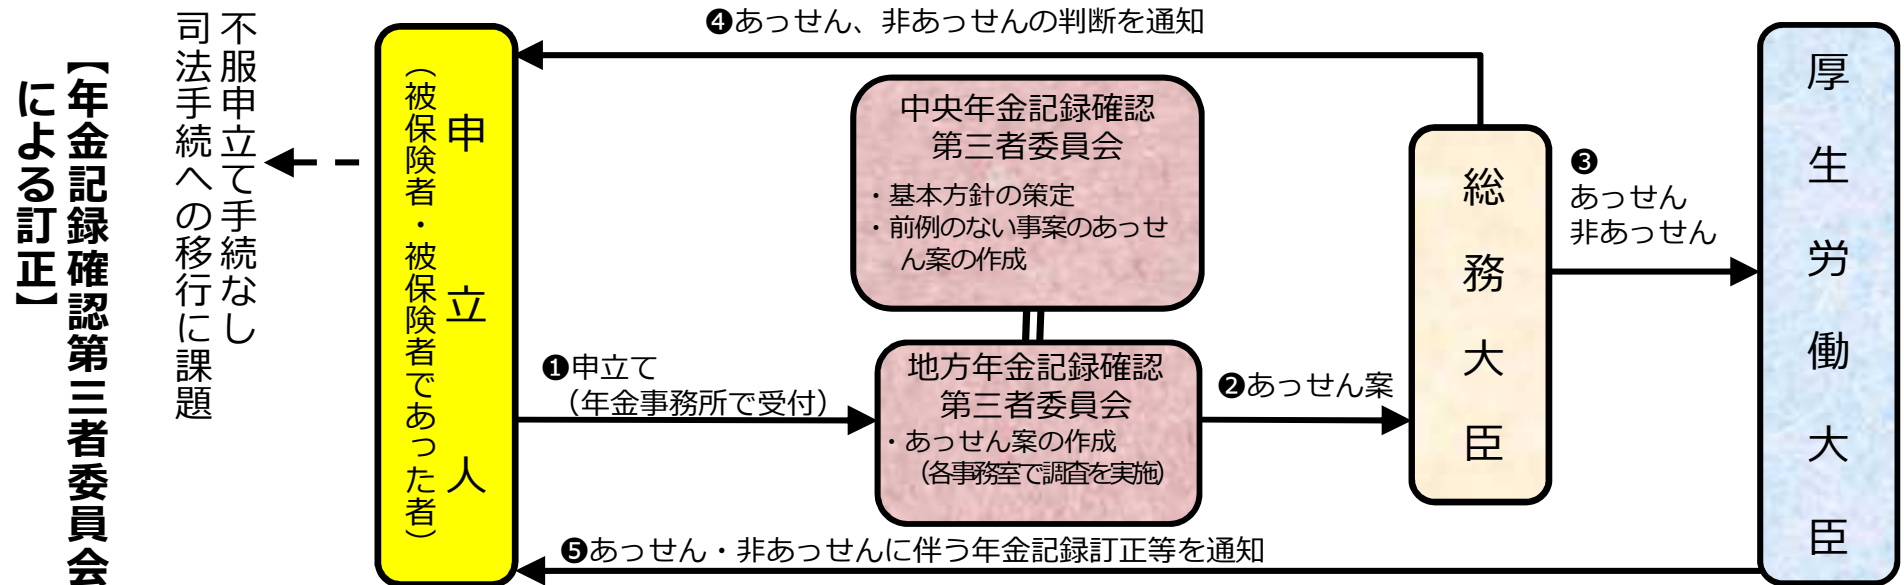 【年金記録確認第三者委員会
による訂正】
不服申立て手続なし
司法手続への移行に課題
申立人
（被保険者・被保険者であった者）
❹あっせん、非あっせんの判断を通知
中央年金記録確認
第三者委員会
・基本方針の策定
・前例のない事案のあっせ
ん案の作成
❶申立て
（年金事務所で受付）
地方年金記録確認
第三者委員会
・あっせん案の作成
（各事務室で調査を実施）
❷あっせん案
総務大臣
❸
あっせん
非あっせん
厚生労働大臣
❺あっせん・非あっせんに伴う年金記録訂正等を通知